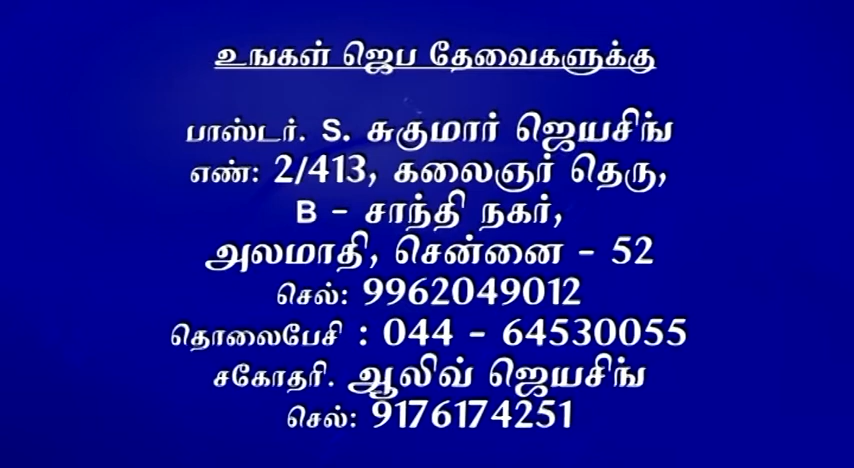 உங்கள் ஜெப தேவைகளுக்கு
பாஸ்டர். S. சுகுமார் ஜெயசிங்
எண்: 2/413, கலைஞர் தெரு,
B - சாந்தி நகர்,
அலமாதி, சென்னை - 52
செல்: 9962049012
தொலைபேசி : 044 - 64530055
சகோதரி. ஆலிவ் ஜெயசிங்
செல்: 9176174251